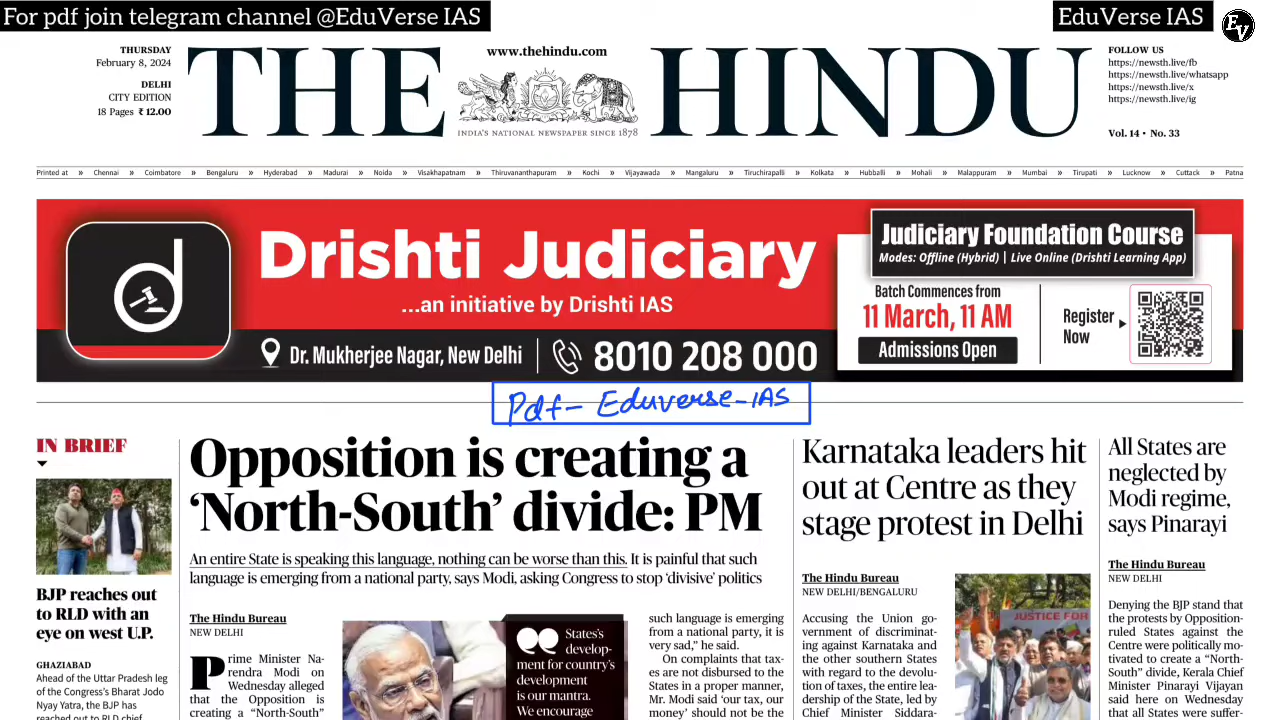 For pdf join telegram channel @EduVerse IAS
EduVerse IAS
EV
THURSDAY
February 8, 2024
DELHI
CITY EDITION
18 Pages ₹ 12.00
www.thehindu.com
THE HINDU
INDIA'S NATIONAL NEWSPAPER SINCE 1878
FOLLOW US
https://newsth.live/fb
https://newsth.live/whatsapp
https://newsth.live/x
https://newsth.live/ig
Vol. 14 • No. 33
Printed at » Chennai » Coimbatore » Bengaluru » Hyderabad » Madurai » Noida » Visakhapatnam » Thiruvananthapuram » Kochi » Vijayawada » Mangaluru » Tiruchirapalli » Kolkata » Hubballi » Mohali » Malappuram » Mumbai » Tirupati » Lucknow » Cuttack » Patna
d
Drishti Judiciary
...an initiative by Drishti IAS
Dr. Mukherjee Nagar, New Delhi
8010 208 000
Judiciary Foundation Course
Modes: Offline (Hybrid) | Live Online (Drishti Learning App)
Batch Commences from
11 March, 11 AM
Admissions Open
Register
Now
Pdf- Eduverse-IAS
IN BRIEF
BJP reaches out
to RLD with an
eye on west U.P.
GHAZIABAD
Ahead of the Uttar Pradesh leg
of the Congress's Bharat Jodo
Nyay Yatra, the BJP has
reached out to RLD chief
Opposition is creating a
'North-South' divide: PM
An entire State is speaking this language, nothing can be worse than this. It is painful that such
language is emerging from a national party, says Modi, asking Congress to stop 'divisive' politics
The Hindu Bureau
NEW DELHI
Prime Minister Na-
rendra Modi on
Wednesday alleged
that the Opposition is
creating a "North-South"
States's
develop-
ment for country's
development
is our mantra.
We encourage
such language is emerging
from a national party, it is
very sad," he said.
On complaints that tax-
es are not disbursed to the
States in a proper manner,
Mr. Modi said 'our tax, our
money' should not be the
Karnataka leaders hit
out at Centre as they
stage protest in Delhi
The Hindu Bureau
NEW DELHI/BENGALURU
Accusing the Union go-
vernment of discriminat-
ing against Karnataka and
the other southern States
with regard to the devolu-
tion of taxes, the entire lea-
dership of the State, led by
Chief Minister Siddara-
JUSTICE FOR
All States are
neglected by
Modi regime,
says Pinarayi
The Hindu Bureau
NEW DELHI
Denying the BJP stand that
the protests by Opposition-
ruled States against the
Centre were politically mo-
tivated to create a "North-
South" divide, Kerala Chief
Minister Pinarayi Vijayan
said here on Wednesday
that all States were suffer-